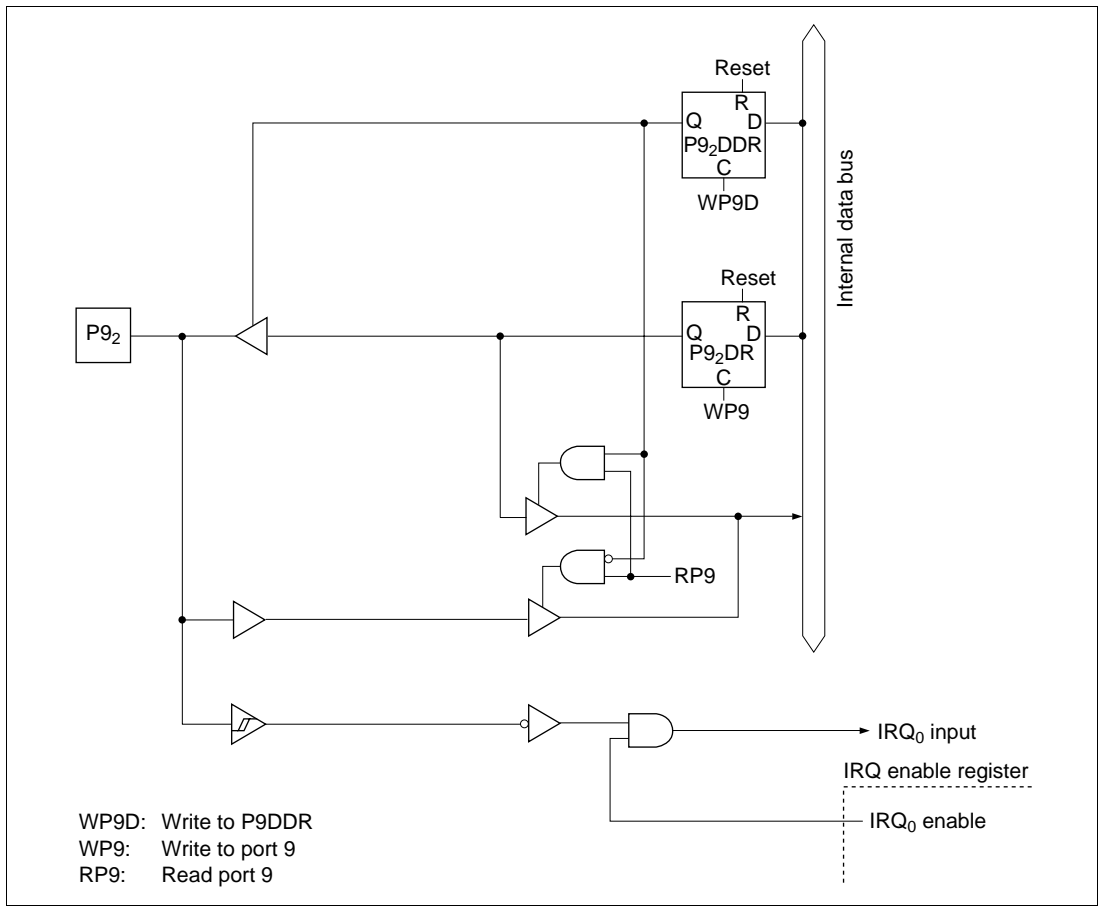 Reset
R
Q D
P9₂DDR
C
WP9D
Internal data bus
Reset
R
P9₂
Q D
P9₂DR
C
WP9
RP9
IRQ₀ input
IRQ enable register
IRQ₀ enable
WP9D: Write to P9DDR
WP9: Write to port 9
RP9: Read port 9